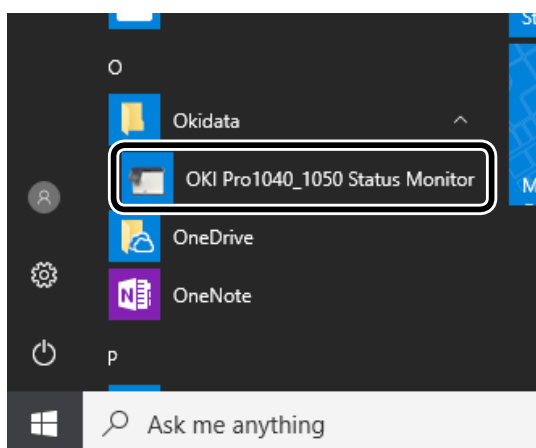 O
Okidata
OKI Pro1040_1050 Status Monitor
OneDrive
OneNote
P
Ask me anything